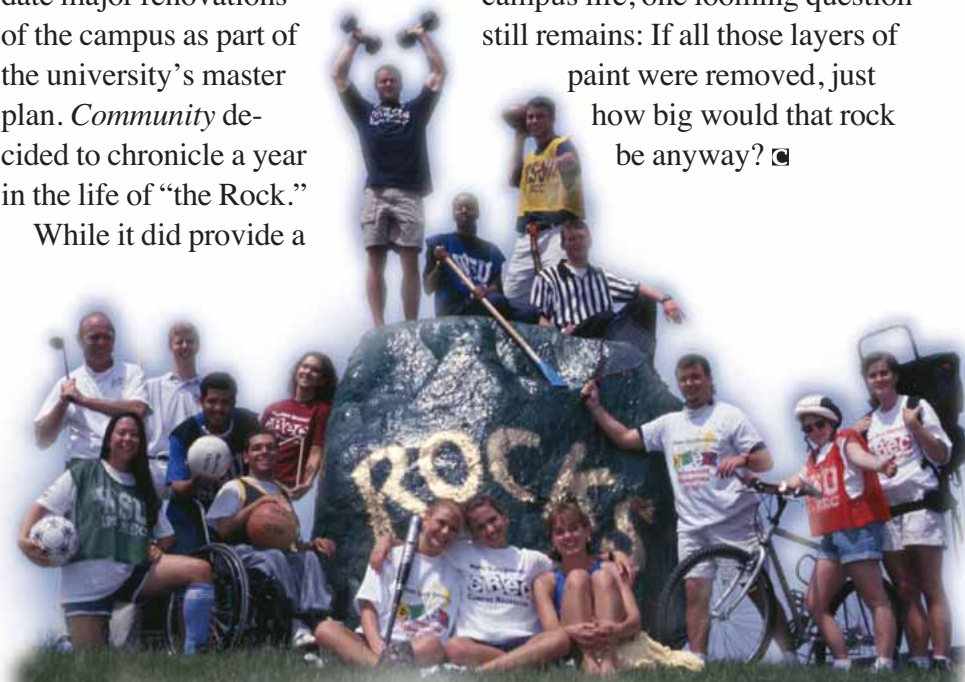 date major renovations
of the campus as part of
the university's master
plan. Community de-
cided to chronicle a year
in the life of “the Rock.”
While it did provide a
campus life, one looming question
still remains: If all those layers of
paint were removed, just
how big would that rock
be anyway?
ROCKS